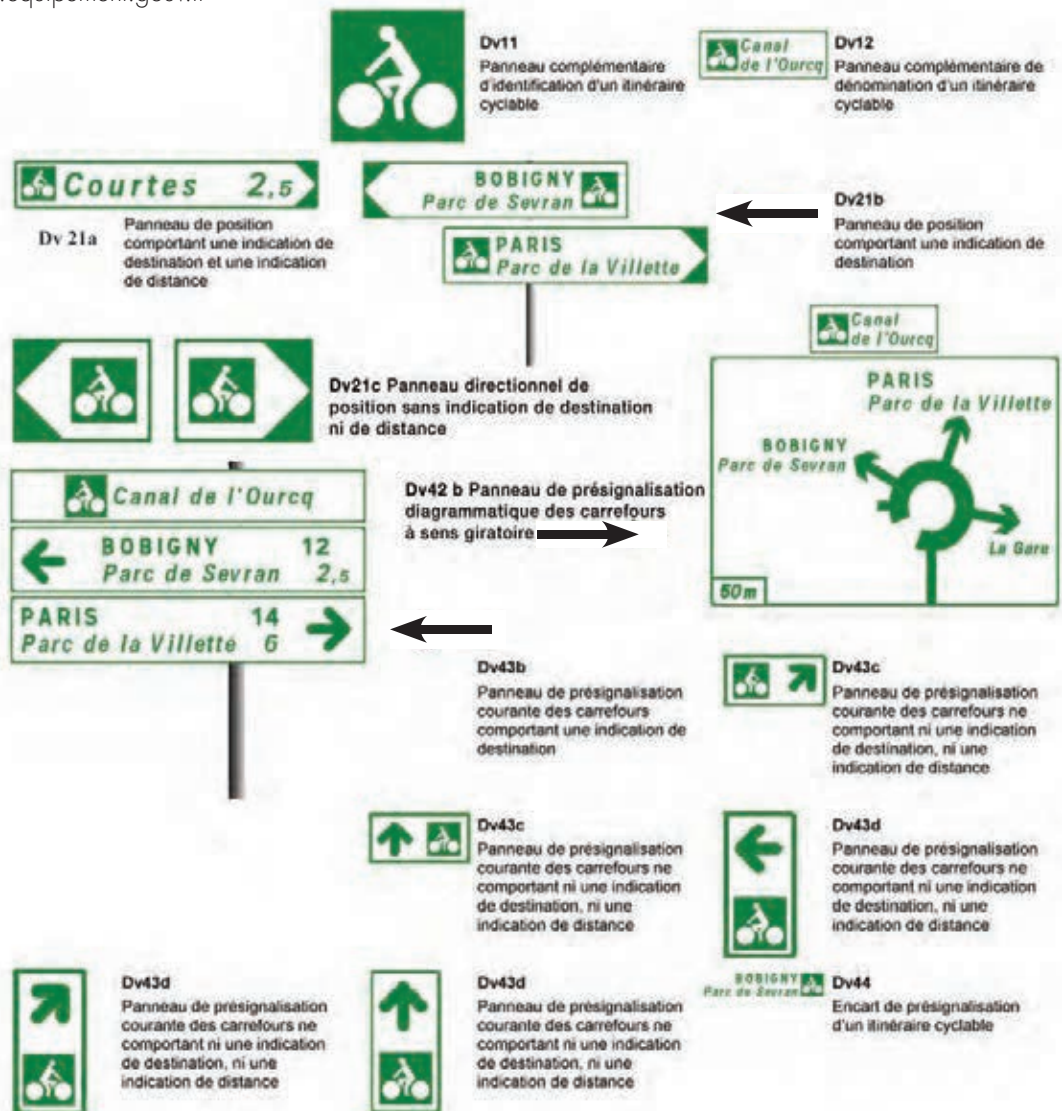 Dv11
Panneau complémentaire
d'identification d'un itinéraire
cyclable
Canal
de l'Ourcq
Dv12
Panneau complémentaire de
dénomination d'un itinéraire
cyclable
Courtes 2,5
Dv 21a
Panneau de position
comportant une indication de
destination et une indication
de distance
BOBIGNY
Parc de Sevran
PARIS
Parc de la Villette
Dv21b
Panneau de position
comportant une indication de
destination
Dv21c Panneau directionnel de
position sans indication de destination
ni de distance
Canal de l'Ourcq
BOBIGNY 12
Parc de Sevran 2,5
PARIS 14
Parc de la Villette 6
Dv42 b Panneau de présignalisation
diagrammatique des carrefours
à sens giratoire
Canal
de l'Ourcq
PARIS
Parc de la Villette
BOBIGNY
Parc de Sevran
La Gare
50m
Dv43b
Panneau de présignalisation
courante des carrefours
comportant une indication de
destination
Dv43c
Panneau de présignalisation
courante des carrefours ne
comportant ni une indication
de destination, ni une
indication de distance
Dv43c
Panneau de présignalisation
courante des carrefours ne
comportant ni une indication
de destination, ni une
indication de distance
Dv43d
Panneau de présignalisation
courante des carrefours ne
comportant ni une indication
de destination, ni une
indication de distance
Dv43d
Panneau de présignalisation
courante des carrefours ne
comportant ni une indication
de destination, ni une
indication de distance
Dv43d
Panneau de présignalisation
courante des carrefours ne
comportant ni une indication
de destination, ni une
indication de distance
BOBIGNY
Parc de Sevran
Dv44
Encart de présignalisation
d'un itinéraire cyclable